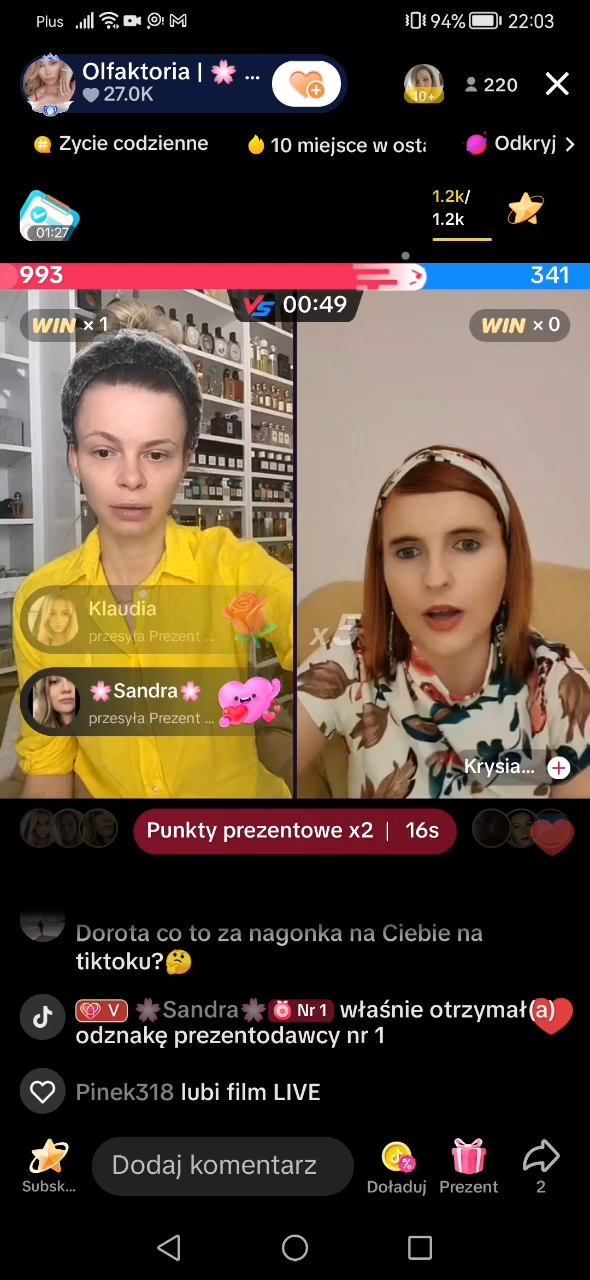 Plus 94% 22:03
Olfaktoria | 🌸 ...
27.0K
10+
220
Zycie codzienne
10 miejsce w osta
Odkryj >
1.2k/
1.2k
01:27
993
341
VS 00:49
WIN × 1
WIN × 0
Klaudia
przesyła Prezent ...
x5
🌸Sandra🌸
przesyła Prezent ...
Krysia...
Punkty prezentowe x2 | 16s
Dorota co to za nagonka na Ciebie na
tiktoku?🤔
V 🌸Sandra🌸 Nr 1 właśnie otrzymał(a)
odznakę prezentodawcy nr 1
Pinek318 lubi film LIVE
Dodaj komentarz
Subsk...
Doładuj
Prezent
2